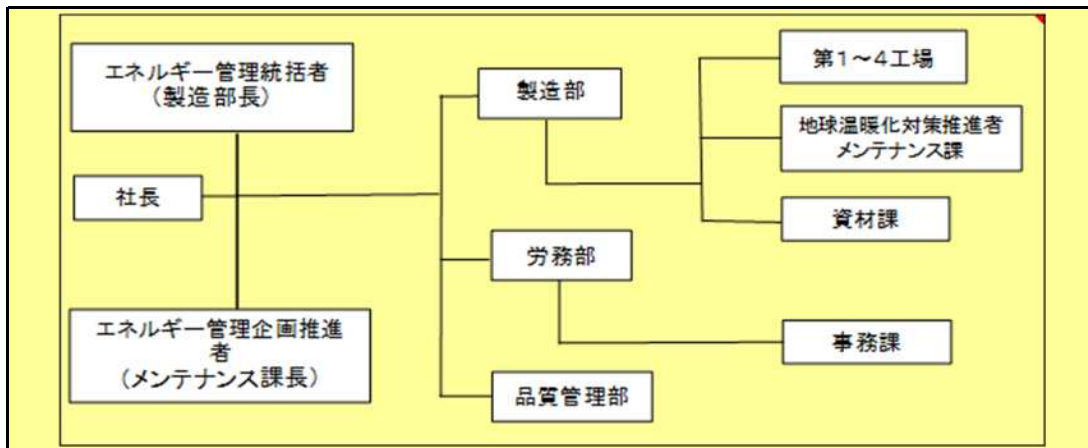 エネルギー管理統括者
（製造部長）
社長
エネルギー管理企画推進
者
（メンテナンス課長）
製造部
労務部
品質管理部
第１～４工場
地球温暖化対策推進者
メンテナンス課
資材課
事務課